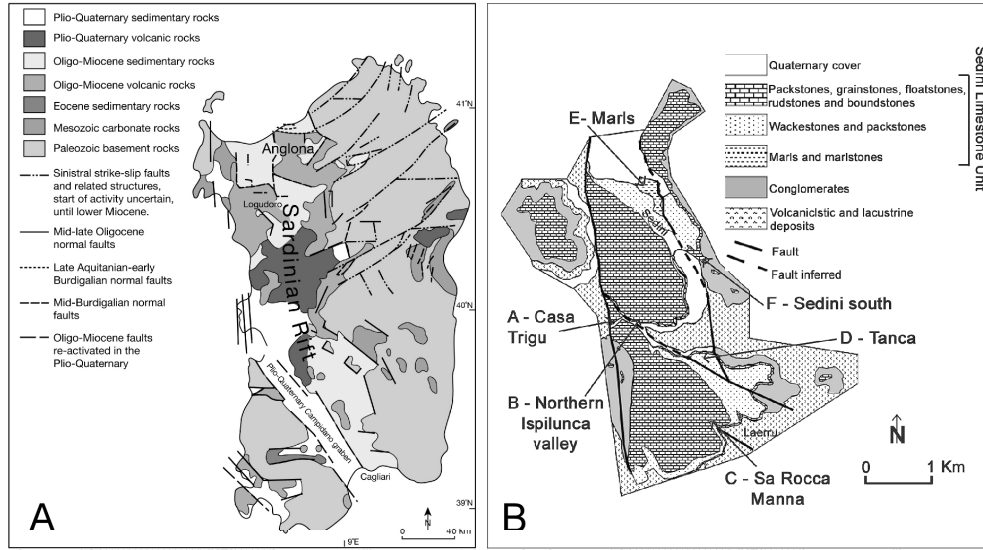 Plio-Quaternary sedimentary rocks
Plio-Quaternary volcanic rocks
Oligo-Miocene sedimentary rocks
Oligo-Miocene volcanic rocks
Eocene sedimentary rocks
Mesozoic carbonate rocks
Paleozoic basement rocks
Sinistral strike-slip faults
and related structures,
start of activity uncertain,
until lower Miocene.
Mid-late Oligocene
normal faults
Late Aquitanian-early
Burdigalian normal faults
Mid-Burdigalian normal
faults
Oligo-Miocene faults
re-activated in the
Plio-Quaternary
41°N
Anglona
Logudoro
Sardinian Rift
40°N
Plio-Quaternary Campidano graben
Cagliari
39°N
N
0 40 Km
9°E
A
Quaternary cover
Packstones, grainstones, floatstones,
rudstones and boundstones
Wackestones and packstones
Marls and marlstones
Conglomerates
Volcaniclstic and lacustrine
deposits
Fault
Fault inferred
Sedini Limestone Unit
E- Marls
Sedini
F - Sedini south
A - Casa
Trigu
D - Tanca
B - Northern
Ispilunca
valley
Laerru
C - Sa Rocca
Manna
N
0 1 Km
B